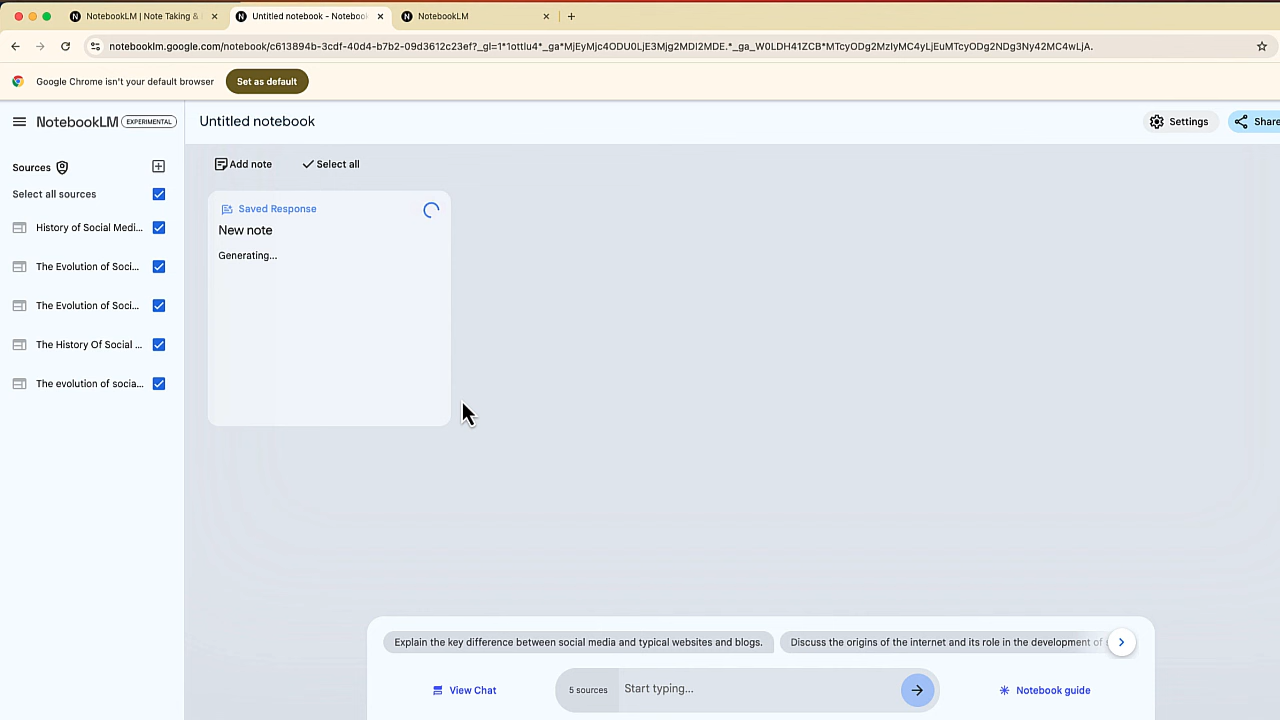 NotebookLM | Note Taking &
Untitled notebook - Notebook
NotebookLM
notebooklm.google.com/notebook/c613894b-3cdf-40d4-b7b2-09d3612c23ef?_gl=1*1ottlu4*_ga*MjEyMjc4ODU0LjE3Mjg2MDI2MDE.*_ga_W0LDH41ZCB*MTcyODg2MzIyMC4yLjEuMTcyODg2NDg3Ny42MC4wLjA.
Google Chrome isn't your default browser
Set as default
NotebookLM EXPERIMENTAL
Untitled notebook
Settings
Share
Sources
Add note
Select all
Select all sources
History of Social Medi...
The Evolution of Soci...
The Evolution of Soci...
The History Of Social ...
The evolution of socia...
Saved Response
New note
Generating...
Explain the key difference between social media and typical websites and blogs.
Discuss the origins of the internet and its role in the development of
View Chat
5 sources
Start typing...
Notebook guide